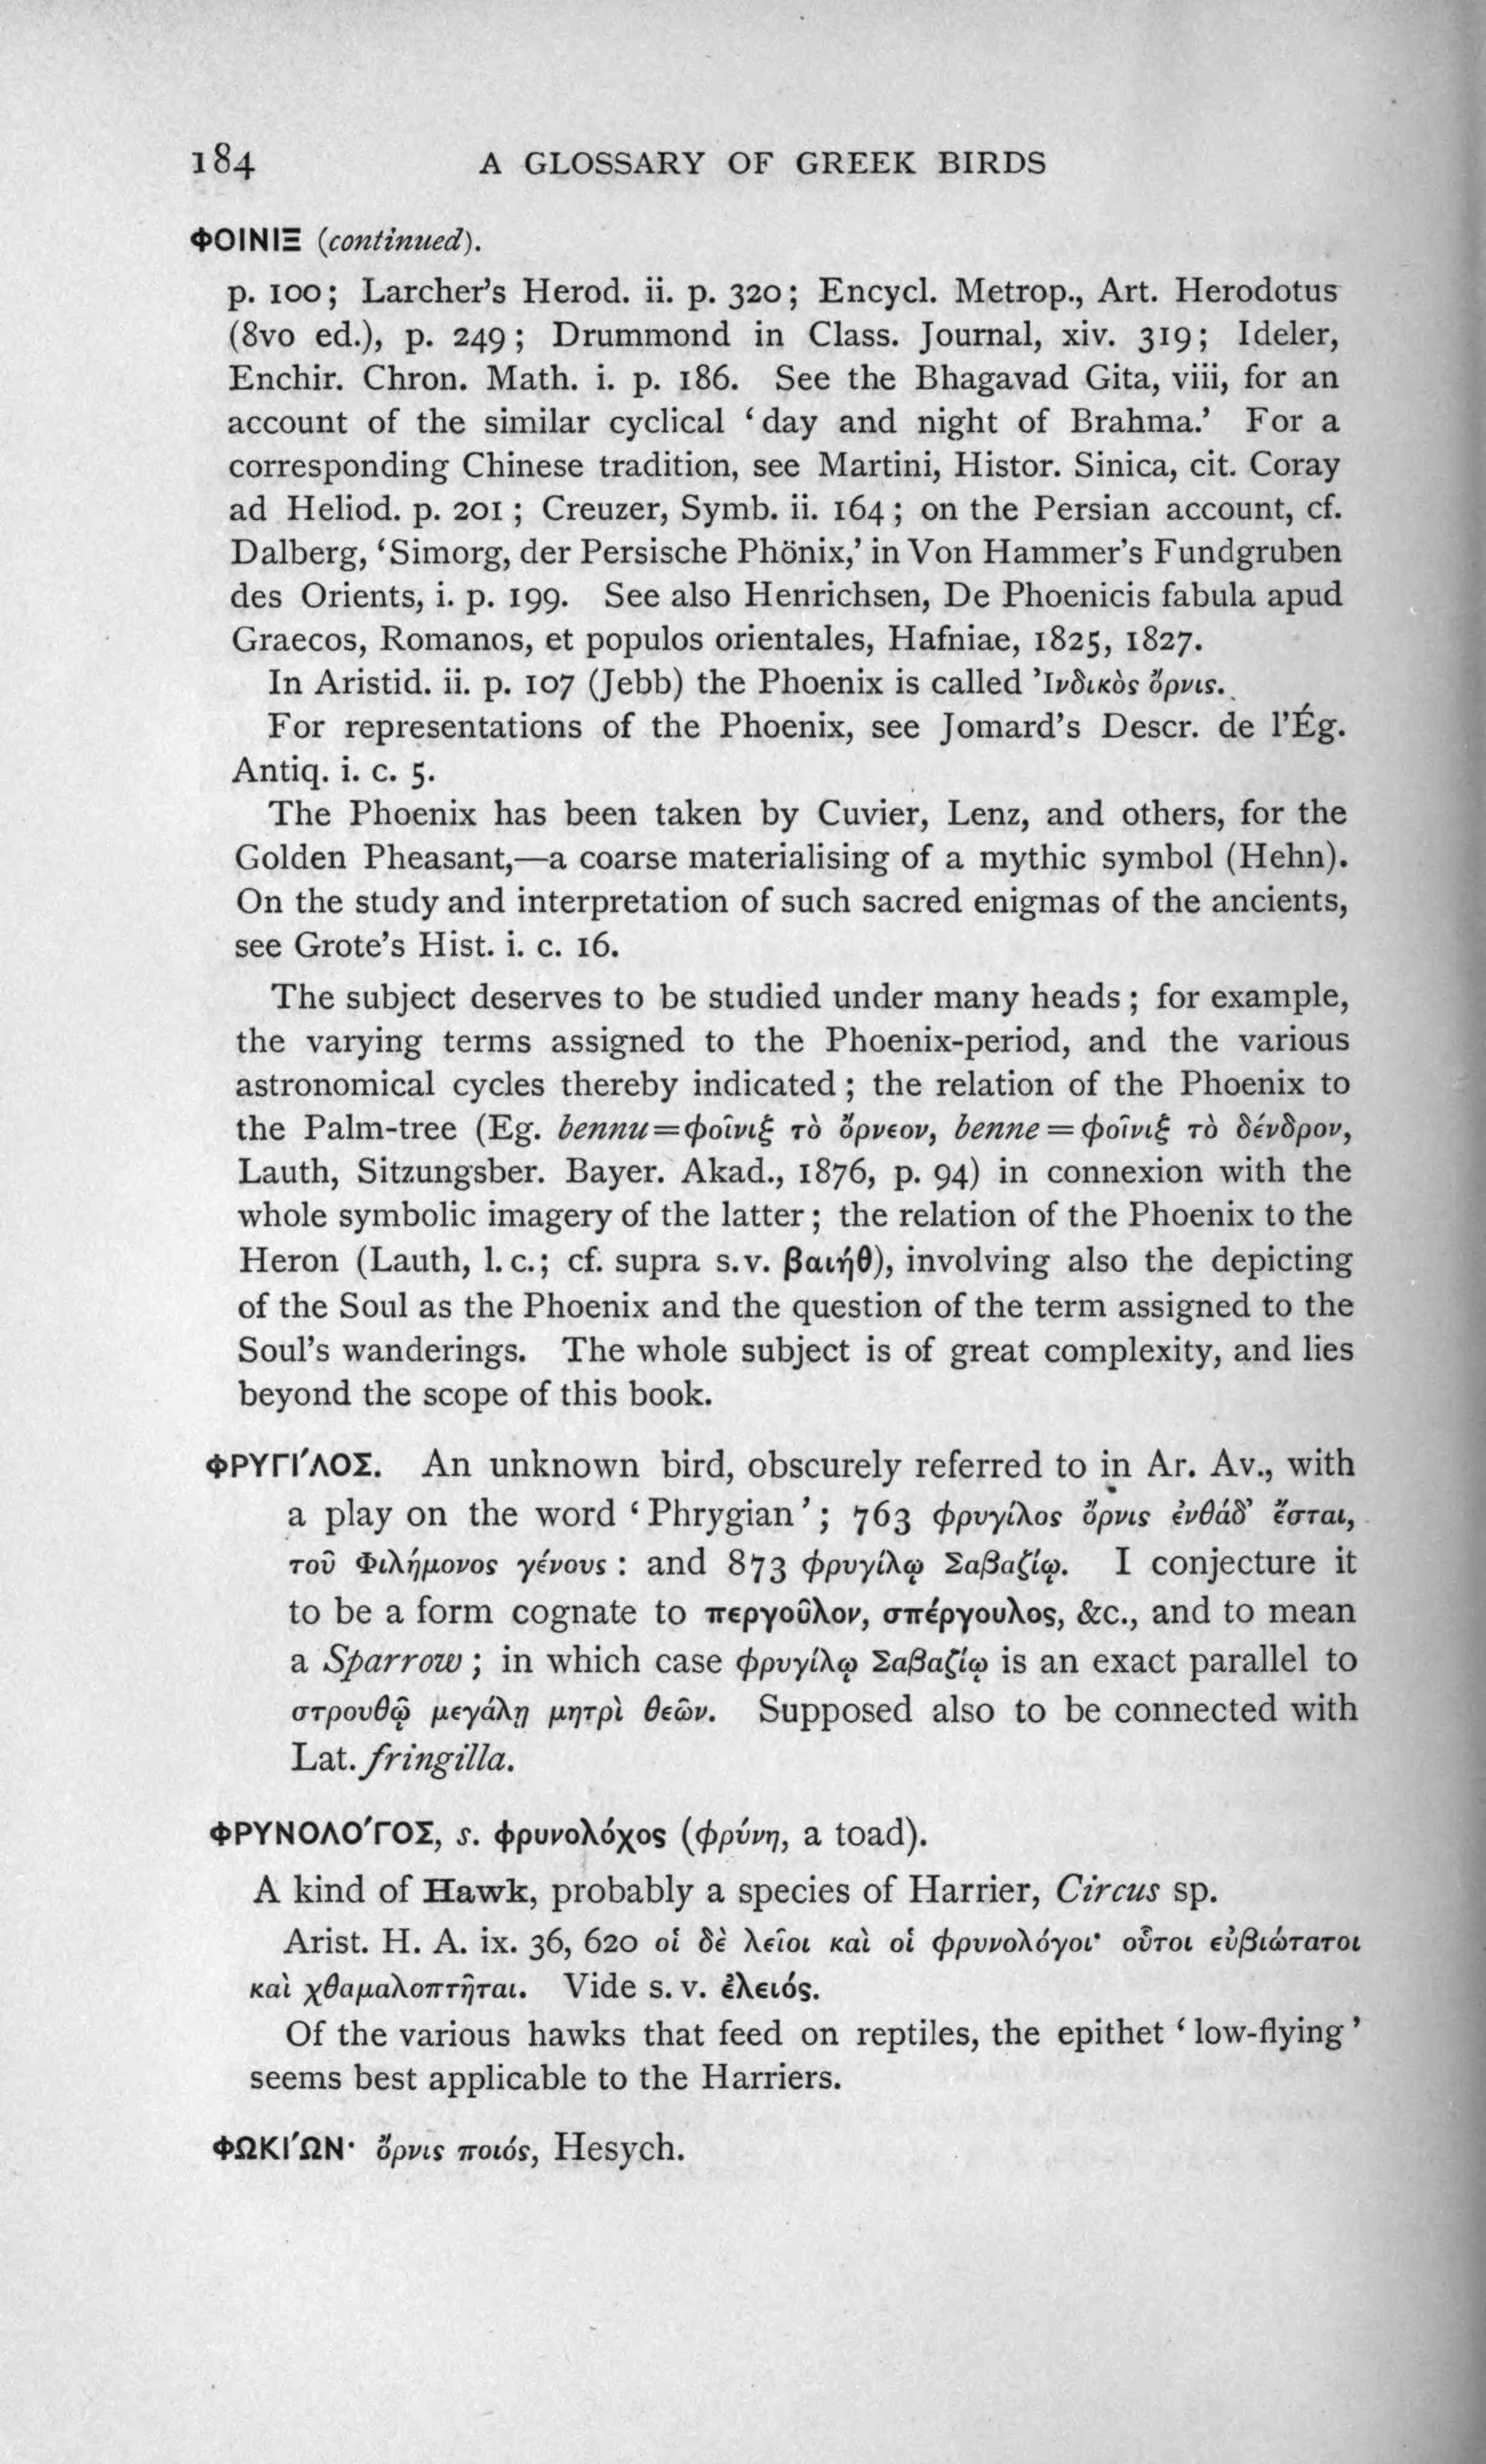 184 A GLOSSARY OF GREEK BIRDS
ΦΟΙΝΙΞ (continued).
p. 100; Larcher's Herod. ii. p. 320; Encycl. Metrop., Art. Herodotus
(8vo ed.), p. 249; Drummond in Class. Journal, xiv. 319; Ideler,
Enchir. Chron. Math. i. p. 186. See the Bhagavad Gita, viii, for an
account of the similar cyclical ‘day and night of Brahma.’ For a
corresponding Chinese tradition, see Martini, Histor. Sinica, cit. Coray
ad Heliod. p. 201; Creuzer, Symb. ii. 164; on the Persian account, cf.
Dalberg, ‘Simorg, der Persische Phönix,’ in Von Hammer's Fundgruben
des Orients, i. p. 199. See also Henrichsen, De Phoenicis fabula apud
Graecos, Romanos, et populos orientales, Hafniae, 1825, 1827.
In Aristid. ii. p. 107 (Jebb) the Phoenix is called Ἰνδικὸς ὄρνις.
For representations of the Phoenix, see Jomard's Descr. de l'Ég.
Antiq. i. c. 5.
The Phoenix has been taken by Cuvier, Lenz, and others, for the
Golden Pheasant,—a coarse materialising of a mythic symbol (Hehn).
On the study and interpretation of such sacred enigmas of the ancients,
see Grote's Hist. i. c. 16.
The subject deserves to be studied under many heads; for example,
the varying terms assigned to the Phoenix-period, and the various
astronomical cycles thereby indicated; the relation of the Phoenix to
the Palm-tree (Eg. bennu=φοῖνιξ τὸ ὄρνεον, benne=φοῖνιξ τὸ δένδρον,
Lauth, Sitzungsber. Bayer. Akad., 1876, p. 94) in connexion with the
whole symbolic imagery of the latter; the relation of the Phoenix to the
Heron (Lauth, l. c.; cf. supra s.v. βαιήθ), involving also the depicting
of the Soul as the Phoenix and the question of the term assigned to the
Soul's wanderings. The whole subject is of great complexity, and lies
beyond the scope of this book.
ΦΡΥΓΙ´ΛΟΣ. An unknown bird, obscurely referred to in Ar. Av., with
a play on the word ‘Phrygian’; 763 φρυγίλος ὄρνις ἐνθάδ' ἔσται,
τοῦ Φιλήμονος γένους: and 873 φρυγίλῳ Σαβαζίῳ. I conjecture it
to be a form cognate to περγοῦλον, σπέργουλος, &c., and to mean
a Sparrow; in which case φρυγίλῳ Σαβαζίῳ is an exact parallel to
στρουθῷ μεγάλῃ μητρὶ θεῶν. Supposed also to be connected with
Lat. fringilla.
ΦΡΥΝΟΛΟ´ΓΟΣ, s. φρυνολόχος (φρύνη, a toad).
A kind of Hawk, probably a species of Harrier, Circus sp.
Arist. H. A. ix. 36, 620 οἱ δὲ λεῖοι καὶ οἱ φρυνολόγοι· οὗτοι εὐβιώτατοι
καὶ χθαμαλοπτῆται. Vide s. v. ἐλειός.
Of the various hawks that feed on reptiles, the epithet ‘low-flying’
seems best applicable to the Harriers.
ΦΩΚΙ´ΩΝ· ὄρνις ποιός, Hesych.